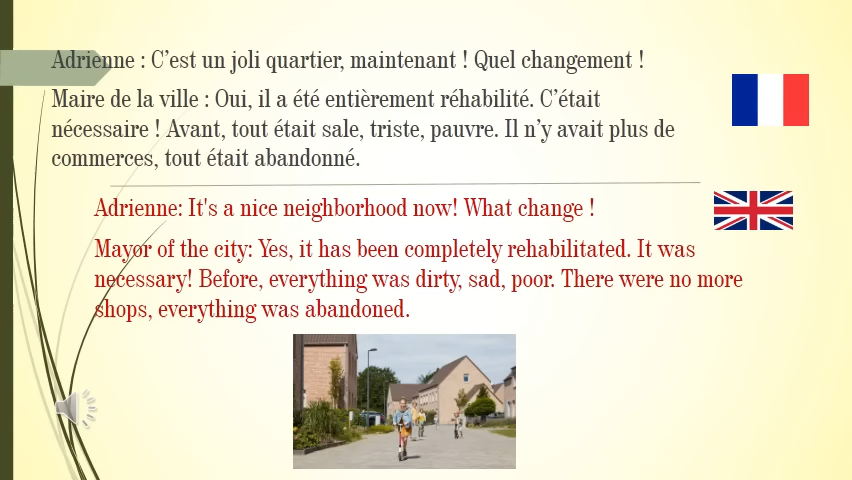 Adrienne : C’est un joli quartier, maintenant ! Quel changement !
Maire de la ville : Oui, il a été entièrement réhabilité. C’était
nécessaire ! Avant, tout était sale, triste, pauvre. Il n’y avait plus de
commerces, tout était abandonné.
Adrienne: It's a nice neighborhood now! What change !
Mayor of the city: Yes, it has been completely rehabilitated. It was
necessary! Before, everything was dirty, sad, poor. There were no more
shops, everything was abandoned.